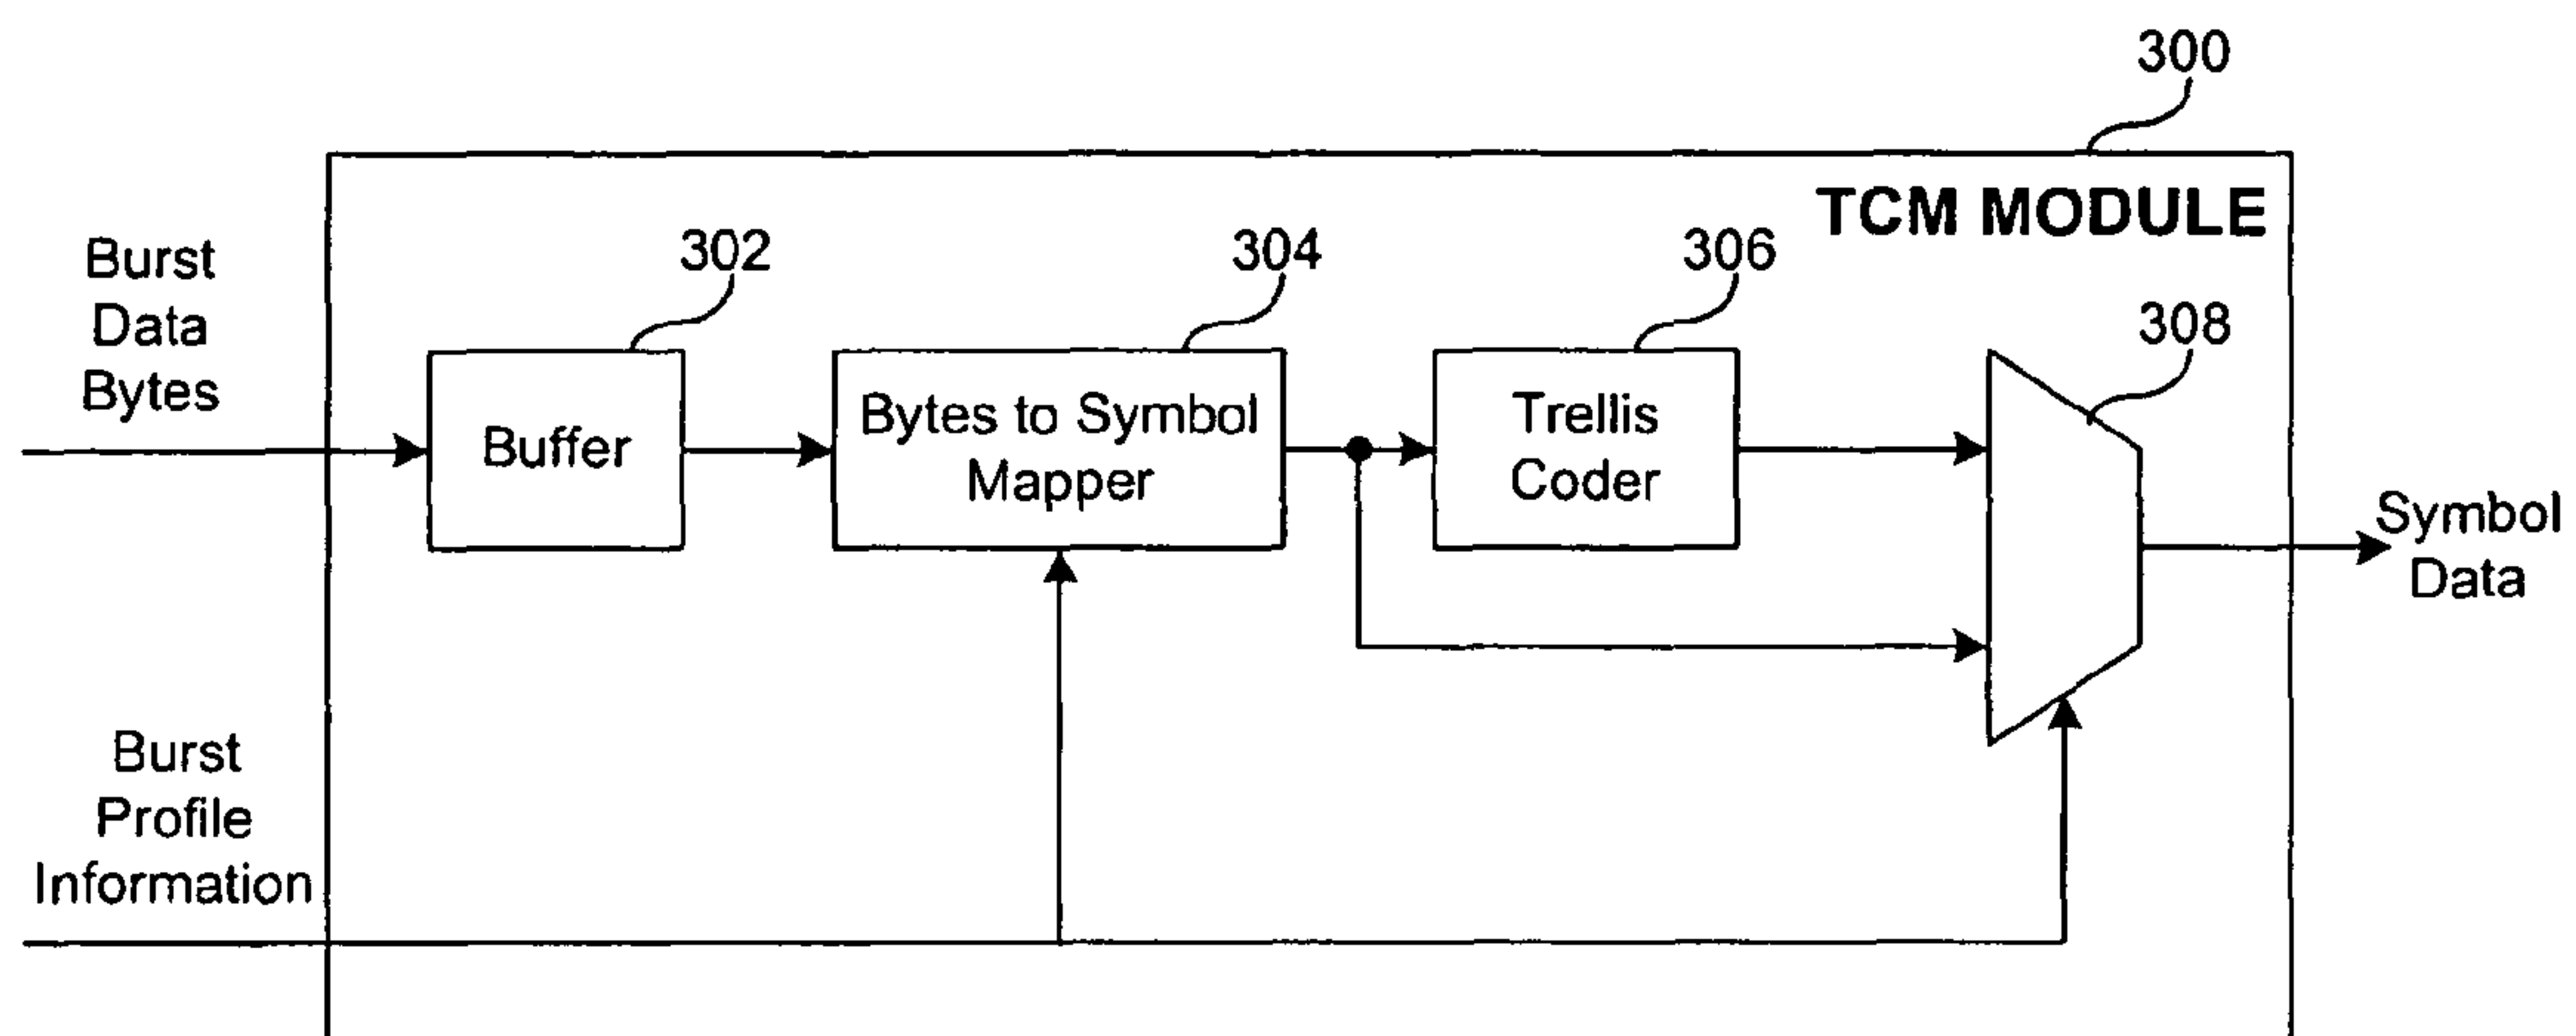 300
TCM MODULE
Burst
Data
Bytes
302
304
306
308
Buffer
Bytes to Symbol
Mapper
Trellis
Coder
Symbol
Data
Burst
Profile
Information